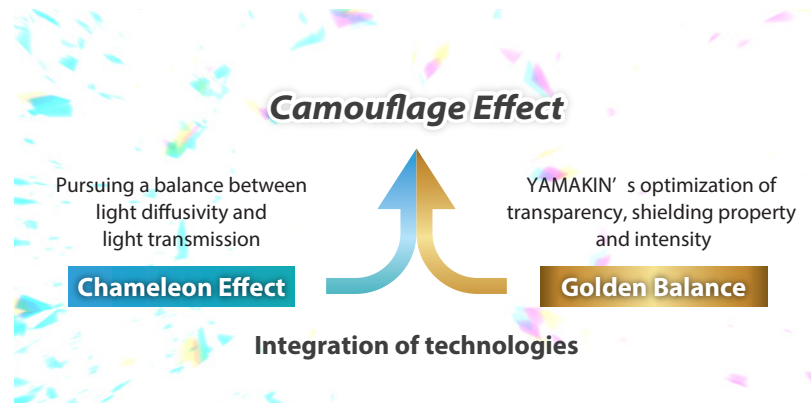 Camouflage Effect
Pursuing a balance between
light diffusivity and
light transmission
Chameleon Effect
YAMAKIN’ s optimization of
transparency, shielding property
and intensity
Golden Balance
Integration of technologies